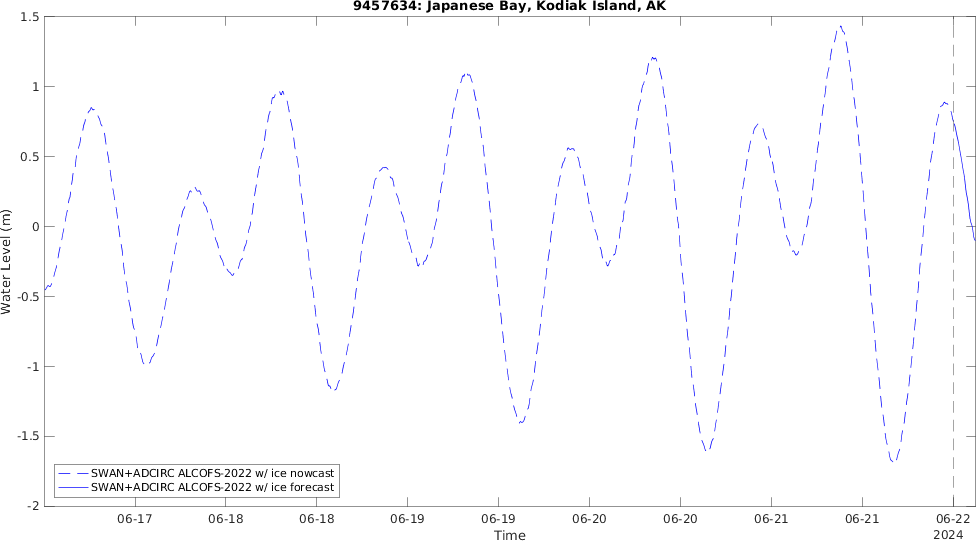 9457634: Japanese Bay, Kodiak Island, AK
1.5
1
0.5
0
-0.5
-1
-1.5
-2
Water Level (m)
SWAN+ADCIRC ALCOFS-2022 w/ ice nowcast
SWAN+ADCIRC ALCOFS-2022 w/ ice forecast
06-17 06-18 06-18 06-19 06-19 06-20 06-20 06-21 06-21 06-22
2024
Time